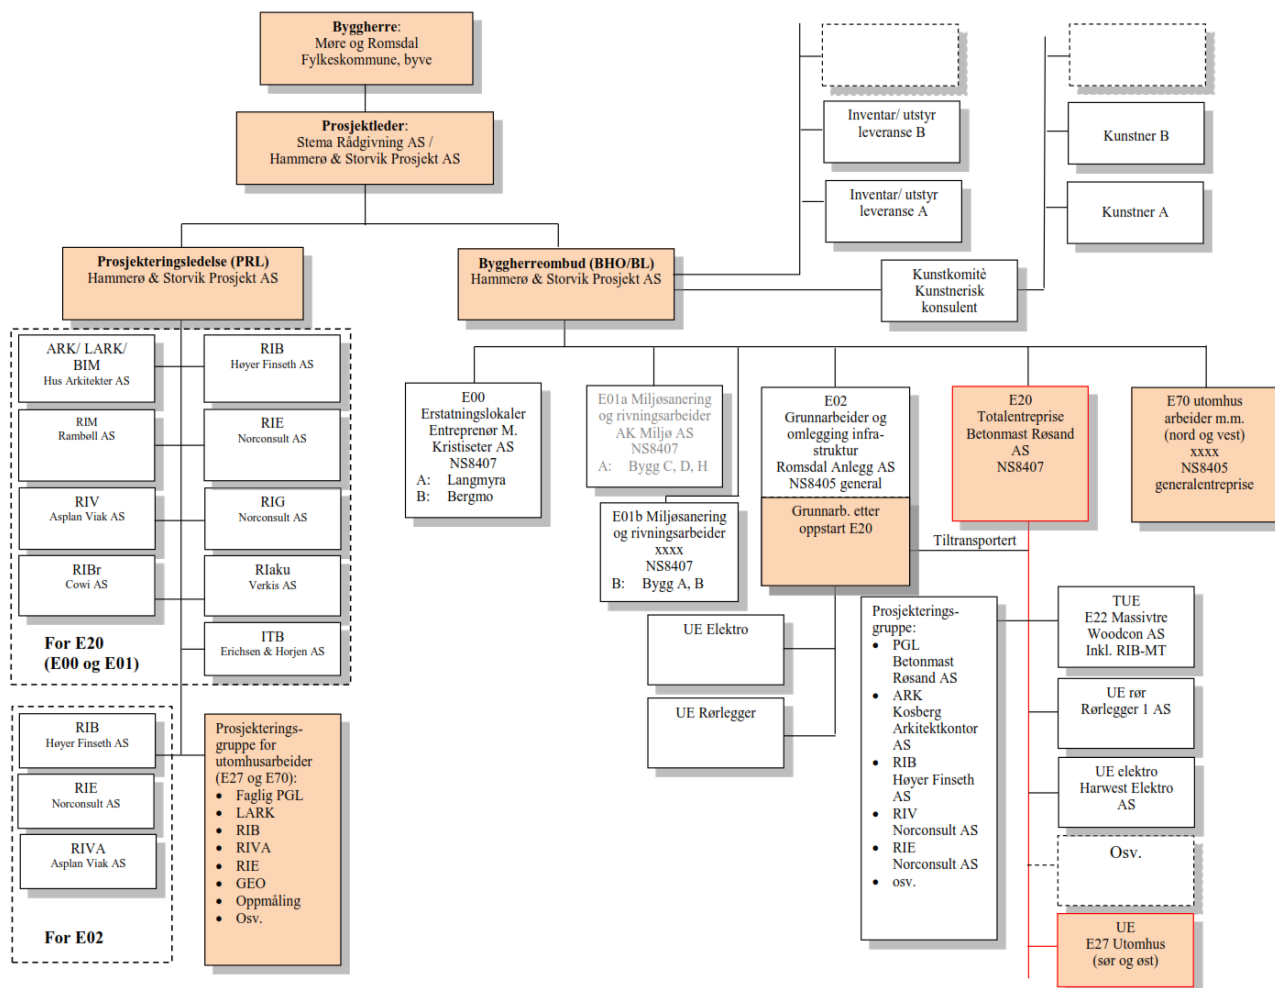 Byggherre:
Møre og Romsdal
Fylkeskommune, byve
Prosjektleder:
Stema Rådgivning AS /
Hammerø & Storvik Prosjekt AS
Inventar/ utstyr
leveranse B
Inventar/ utstyr
leveranse A
Kunstner B
Kunstner A
Prosjekteringsledelse (PRL)
Hammerø & Storvik Prosjekt AS
Byggherreombud (BHO/BL)
Hammerø & Storvik Prosjekt AS
Kunstkomitè
Kunstnerisk
konsulent
ARK/ LARK/
BIM
Hus Arkitekter AS
RIB
Høyer Finseth AS
RIM
Rambøll AS
RIE
Norconsult AS
RIV
Asplan Viak AS
RIG
Norconsult AS
RIBr
Cowi AS
RIaku
Verkis AS
ITB
Erichsen & Horjen AS
For E20
(E00 og E01)
RIB
Høyer Finseth AS
RIE
Norconsult AS
RIVA
Asplan Viak AS
For E02
Prosjekterings-
gruppe for
utomhusarbeider
(E27 og E70):
• Faglig PGL
• LARK
• RIB
• RIVA
• RIE
• GEO
• Oppmåling
• Osv.
E00
Erstatningslokaler
Entreprenør M.
Kristiseter AS
NS8407
A: Langmyra
B: Bergmo
E01a Miljøsanering
og rivningsarbeider
AK Miljø AS
NS8407
A: Bygg C, D, H
E01b Miljøsanering
og rivningsarbeider
xxxx
NS8407
B: Bygg A, B
E02
Grunnarbeider og
omlegging infra-
struktur
Romsdal Anlegg AS
NS8405 general
Grunnarb. etter
oppstart E20
E20
Totalentreprise
Betonmast Røsand
AS
NS8407
E70 utomhus
arbeider m.m.
(nord og vest)
xxxx
NS8405
generalentreprise
Tiltransportert
UE Elektro
UE Rørlegger
Prosjekterings-
gruppe:
• PGL
Betonmast
Røsand AS
• ARK
Kosberg
Arkitektkontor
AS
• RIB
Høyer Finseth
AS
• RIV
Norconsult AS
• RIE
Norconsult AS
• osv.
TUE
E22 Massivtre
Woodcon AS
Inkl. RIB-MT
UE rør
Rørlegger 1 AS
UE elektro
Harwest Elektro
AS
Osv.
UE
E27 Utomhus
(sør og øst)